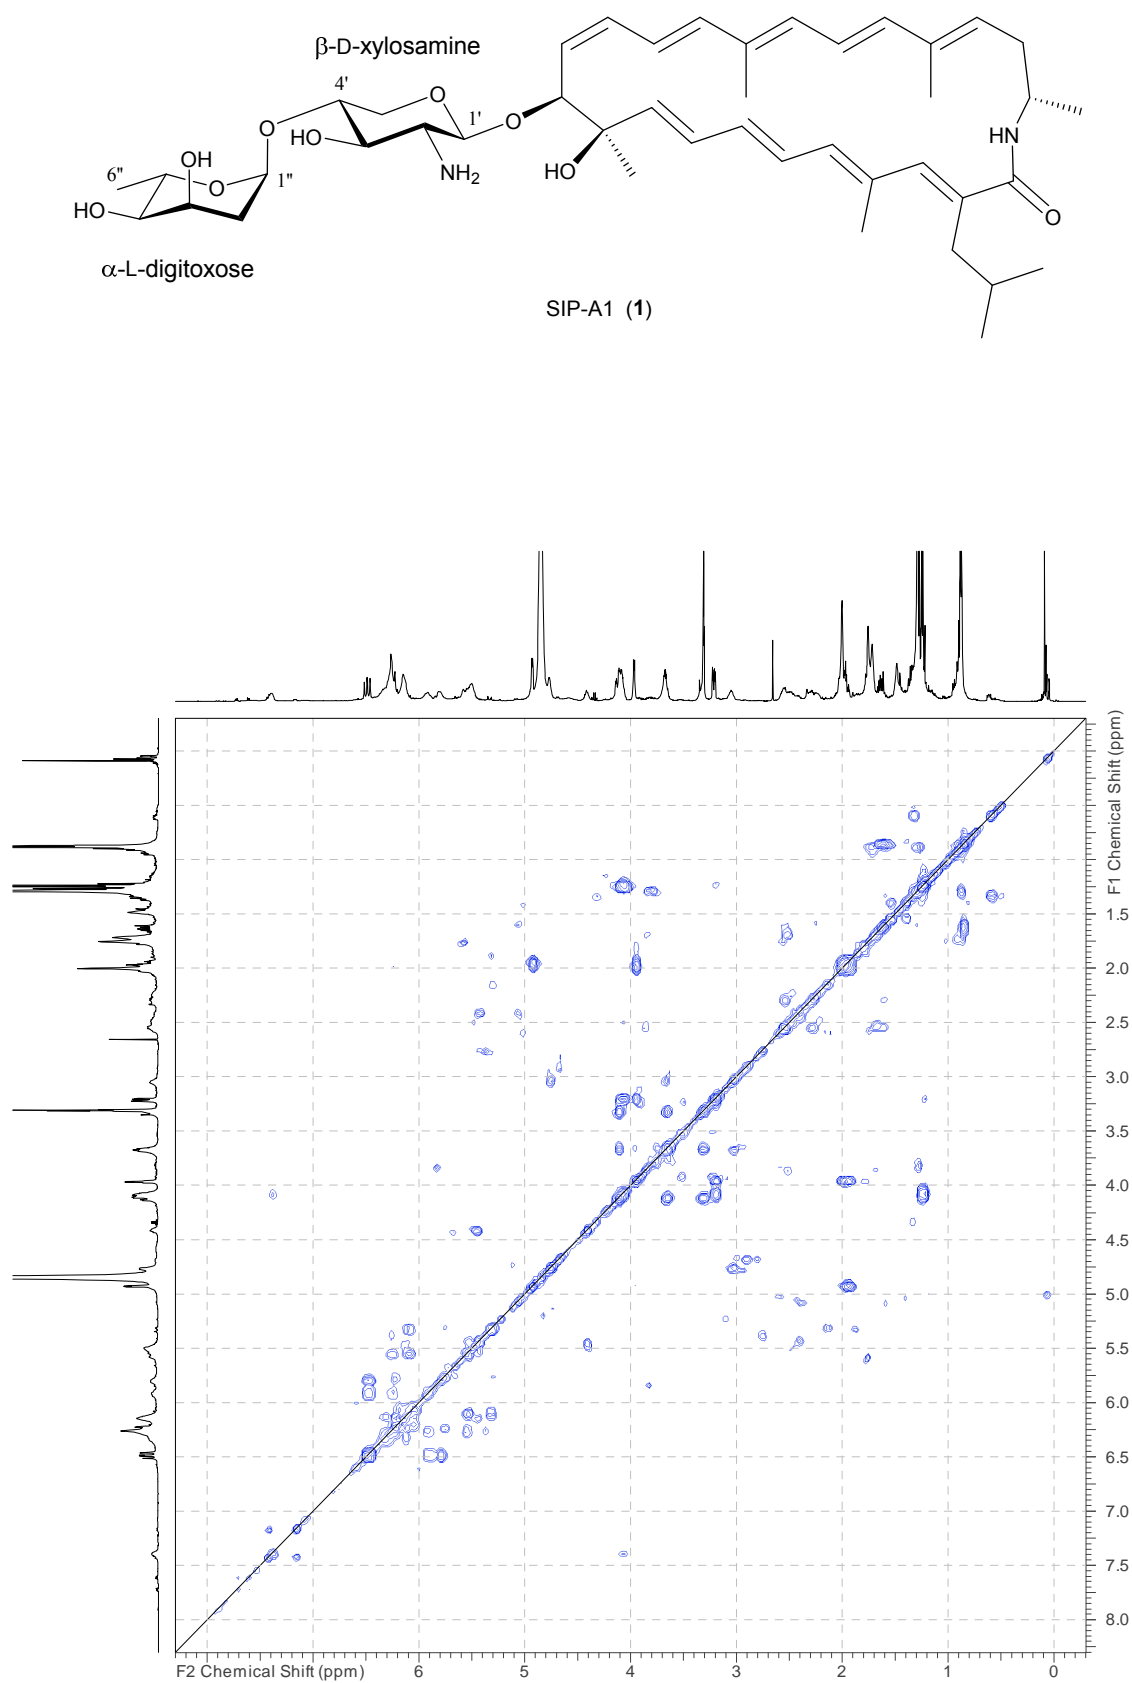 β-D-xylosamine
4'
O
1'
O
O
HO
NH2
HO
HN
O
OH
6"
O
1"
HO
α-L-digitoxose
SIP-A1 (1)
F1 Chemical Shift (ppm)
1.5
2.0
2.5
3.0
3.5
4.0
4.5
5.0
5.5
6.0
6.5
7.0
7.5
8.0
F2 Chemical Shift (ppm) 6 5 4 3 2 1 0